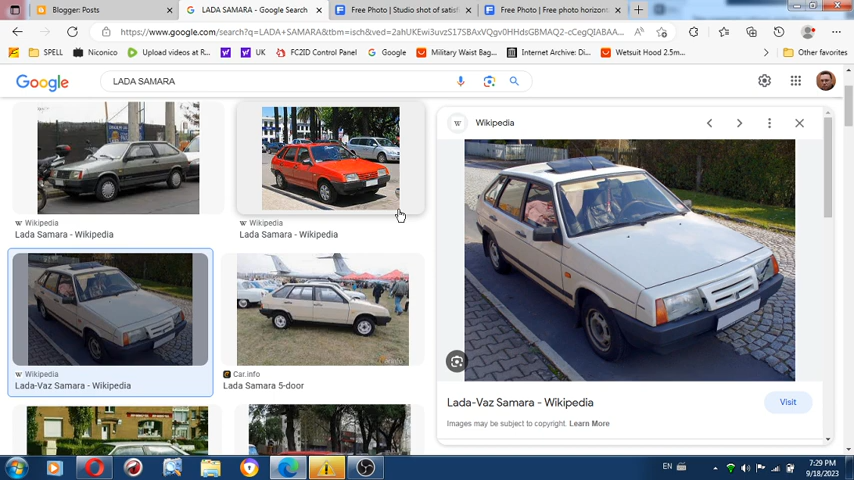 Blogger: Posts
LADA SAMARA - Google Search
Free Photo | Studio shot of satisf
Free Photo | Free photo horizon
https://www.google.com/search?q=LADA+SAMARA&tbm=isch&ved=2ahUKEwi3uvzS17SBAxVQgv0HHdsGBMAQ2-cCegQIABAA...
SPELL
Niconico
Upload videos at R...
UK
FCZID Control Panel
Google
Military Waist Bag...
Internet Archive: Di...
Wetsuit Hood 2.5m...
Other favorites
Google
LADA SAMARA
Wikipedia
Lada Samara - Wikipedia
Wikipedia
Lada Samara - Wikipedia
Wikipedia
Lada-Vaz Samara - Wikipedia
Car.info
Lada Samara 5-door
Wikipedia
Lada-Vaz Samara - Wikipedia
Visit
Images may be subject to copyright. Learn More
EN
7:29 PM
9/18/2023